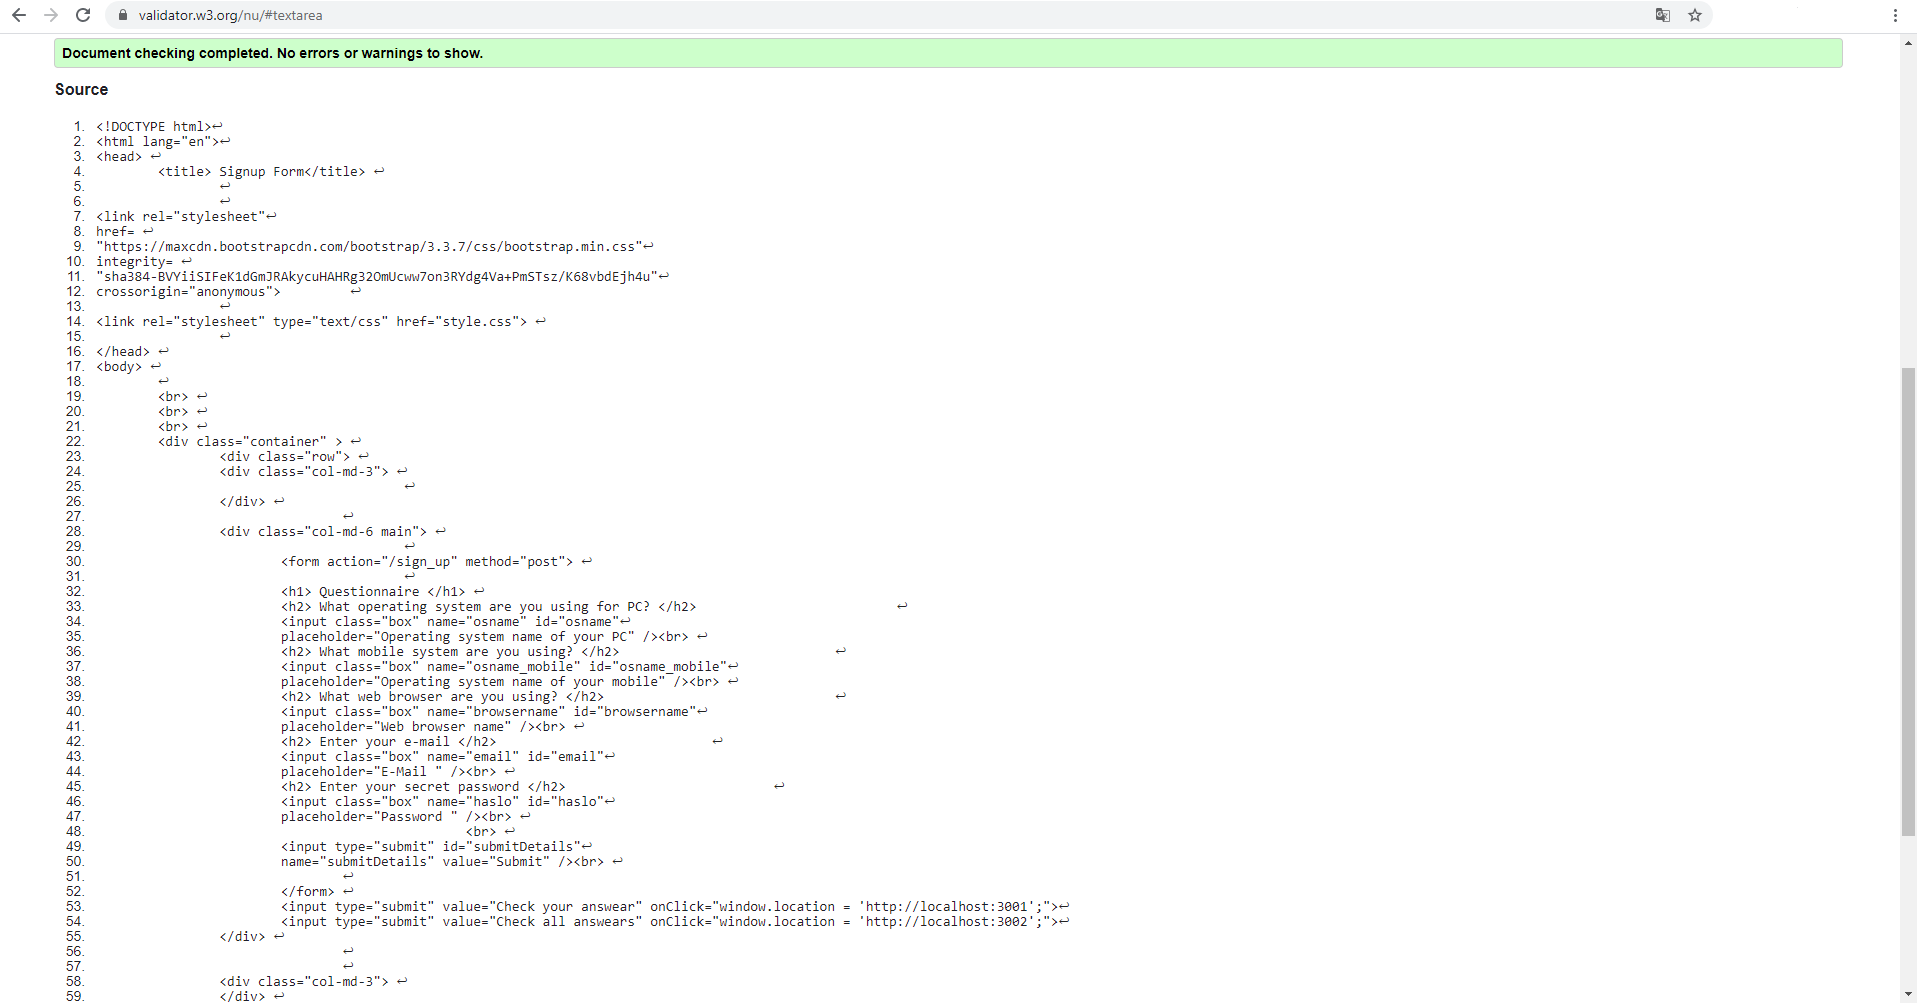 validator.w3.org/nu/#textarea
Document checking completed. No errors or warnings to show.
Source
1. <!DOCTYPE html>↩
2. <html lang="en">↩
3. <head> ↩
4. <title> Signup Form</title> ↩
5. ↩
6. ↩
7. <link rel="stylesheet"↩
8. href= ↩
9. "https://maxcdn.bootstrapcdn.com/bootstrap/3.3.7/css/bootstrap.min.css"↩
10. integrity= ↩
11. "sha384-BVYiiSIFeK1dGmJRAkycuHAHRg32OmUcww7on3RYdg4Va+PmSTsz/K68vbdEjh4u"↩
12. crossorigin="anonymous"> ↩
13. ↩
14. <link rel="stylesheet" type="text/css" href="style.css"> ↩
15. ↩
16. </head> ↩
17. <body> ↩
18. ↩
19. <br> ↩
20. <br> ↩
21. <br> ↩
22. <div class="container" > ↩
23. <div class="row"> ↩
24. <div class="col-md-3"> ↩
25. ↩
26. </div> ↩
27. ↩
28. <div class="col-md-6 main"> ↩
29. ↩
30. <form action="/sign_up" method="post"> ↩
31. ↩
32. <h1> Questionnaire </h1> ↩
33. <h2> What operating system are you using for PC? </h2> ↩
34. <input class="box" name="osname" id="osname"↩
35. placeholder="Operating system name of your PC" /><br> ↩
36. <h2> What mobile system are you using? </h2> ↩
37. <input class="box" name="osname_mobile" id="osname_mobile"↩
38. placeholder="Operating system name of your mobile" /><br> ↩
39. <h2> What web browser are you using? </h2> ↩
40. <input class="box" name="browsername" id="browsername"↩
41. placeholder="Web browser name" /><br> ↩
42. <h2> Enter your e-mail </h2> ↩
43. <input class="box" name="email" id="email"↩
44. placeholder="E-Mail " /><br> ↩
45. <h2> Enter your secret password </h2> ↩
46. <input class="box" name="haslo" id="haslo"↩
47. placeholder="Password " /><br> ↩
48. <br> ↩
49. <input type="submit" id="submitDetails"↩
50. name="submitDetails" value="Submit" /><br> ↩
51. ↩
52. </form> ↩
53. <input type="submit" value="Check your answear" onClick="window.location = 'http://localhost:3001';">↩
54. <input type="submit" value="Check all answears" onClick="window.location = 'http://localhost:3002';">↩
55. </div> ↩
56. ↩
57. ↩
58. <div class="col-md-3"> ↩
59. </div> ↩